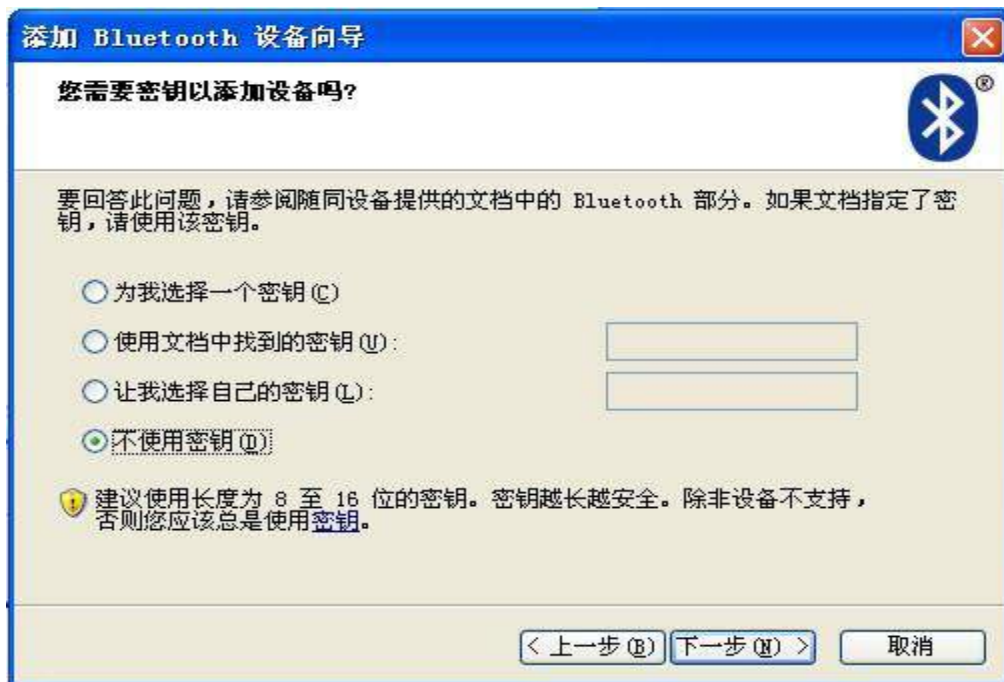 添加 Bluetooth 设备向导
您需要密钥以添加设备吗?
®
要回答此问题，请参阅随同设备提供的文档中的 Bluetooth 部分。如果文档指定了密
钥，请使用该密钥。
为我选择一个密钥(C)
使用文档中找到的密钥(U):
让我选择自己的密钥(L):
不使用密钥(D)
建议使用长度为 8 至 16 位的密钥。密钥越长越安全。除非设备不支持，
否则您应该总是使用密钥。
< 上一步(B) 下一步(N) > 取消